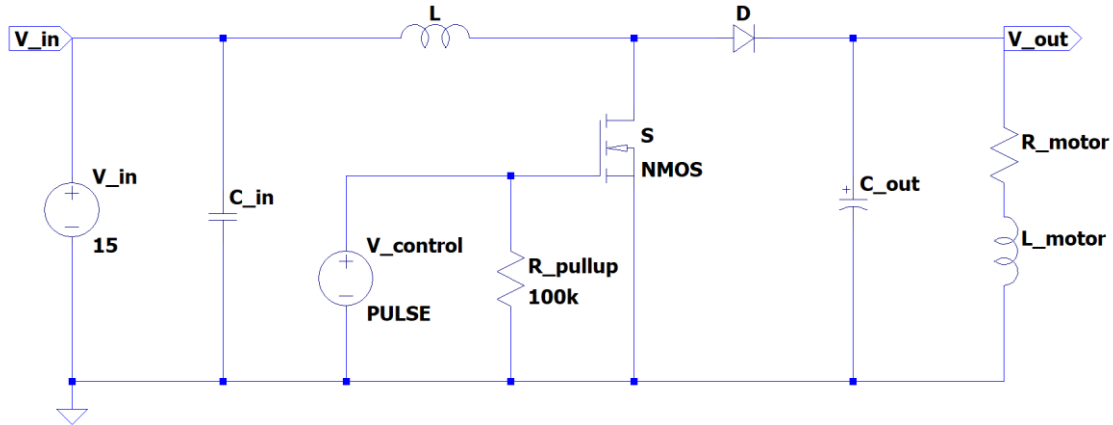 V_in
L
D
V_out
S
NMOS
R_motor
V_in
15
C_in
V_control
PULSE
R_pullup
100k
C_out
L_motor